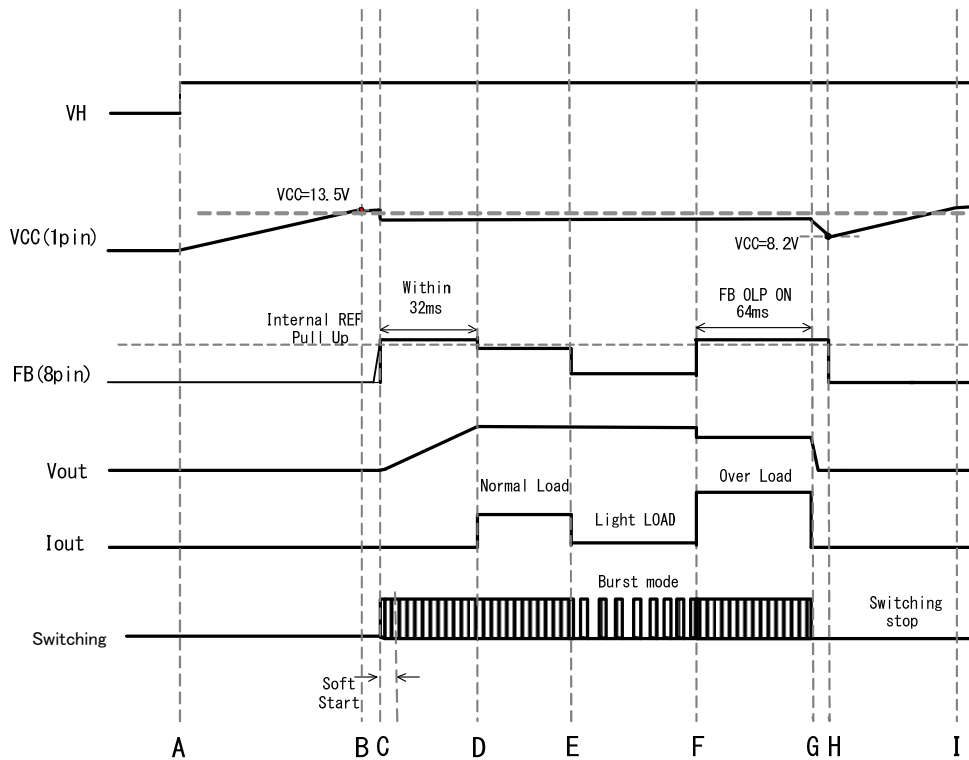 VH
VCC=13.5V
VCC(1pin)
VCC=8.2V
Within
32ms
FB OLP ON
64ms
Internal REF
Pull Up
FB(8pin)
Vout
Normal Load
Over Load
Light LOAD
Iout
Burst mode
Switching
stop
Switching
Soft
Start
A B C D E F G H I